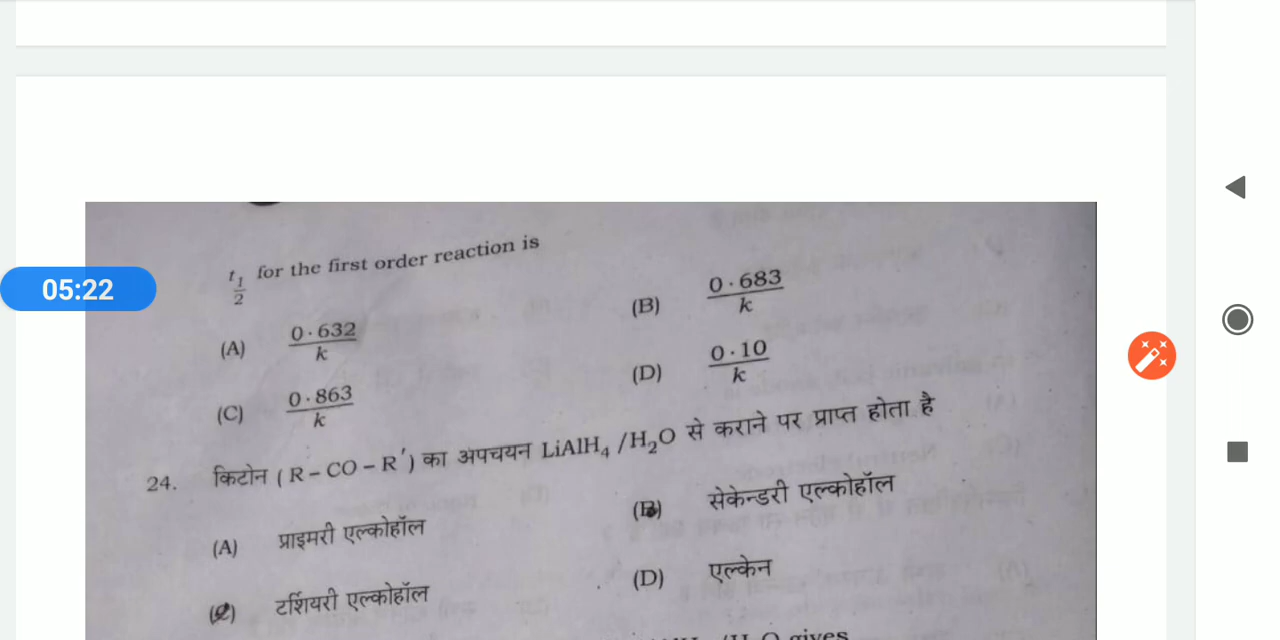 t1/2 for the first order reaction is
(A) 0·632/k (B) 0·683/k
(C) 0·863/k (D) 0·10/k
05:22
24. किटोन ( R – CO – R′ ) का अपचयन LiAlH4 /H2O से कराने पर प्राप्त होता है
(A) प्राइमरी एल्कोहॉल (B) सेकेन्डरी एल्कोहॉल
(C) टर्शियरी एल्कोहॉल (D) एल्केन
gives